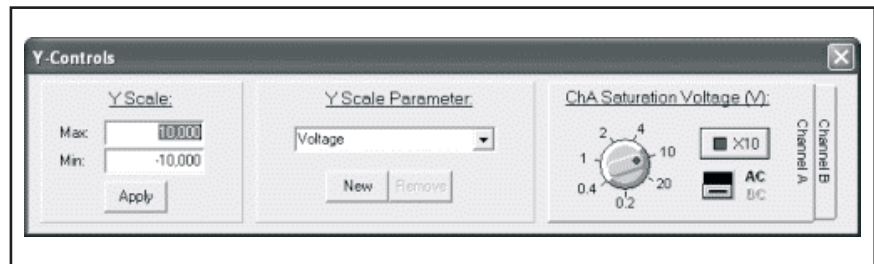 Y-Controls
Y Scale:
Max: 10,000
Min: -10,000
Apply
Y Scale Parameter:
Voltage
New Remove
ChA Saturation Voltage (V):
0.2 0.4 1 2 4 10 20
X10
AC
DC
Channel A
Channel B